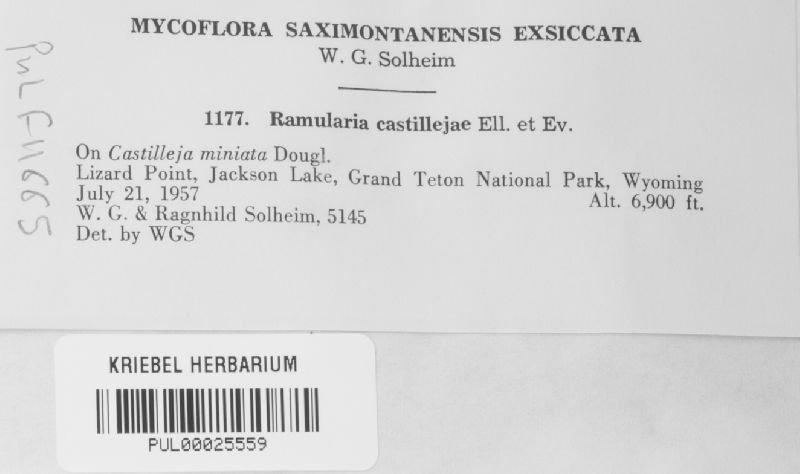 MYCOFLORA SAXIMONTANENSIS EXSICCATA
W. G. Solheim
1177. Ramularia castillejae Ell. et Ev.
On Castilleja miniata Dougl.
Lizard Point, Jackson Lake, Grand Teton National Park, Wyoming
July 21, 1957 Alt. 6,900 ft.
W. G. & Ragnhild Solheim, 5145
Det. by WGS
PUL F11665
KRIEBEL HERBARIUM
PUL00025559